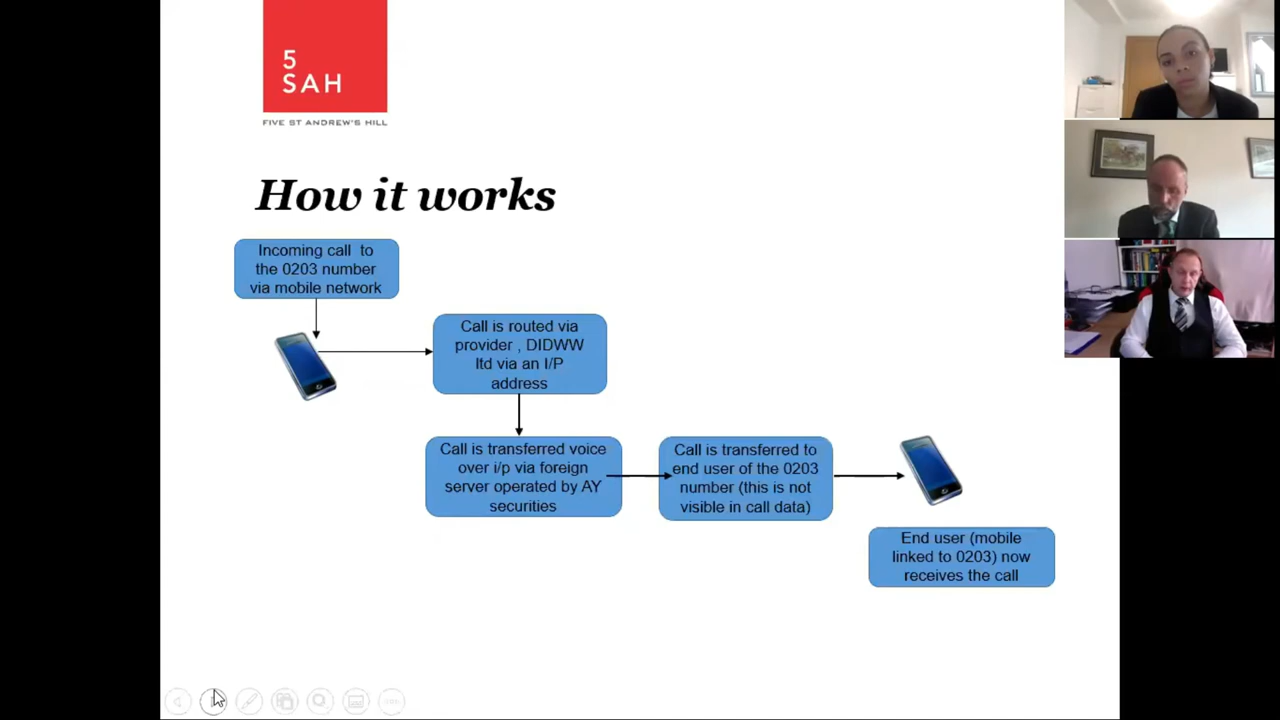 5
SAH
FIVE ST ANDREW'S HILL
How it works
Incoming call to
the 0203 number
via mobile network
Call is routed via
provider , DIDWW
ltd via an I/P
address
Call is transferred voice
over i/p via foreign
server operated by AY
securities
Call is transferred to
end user of the 0203
number (this is not
visible in call data)
End user (mobile
linked to 0203) now
receives the call